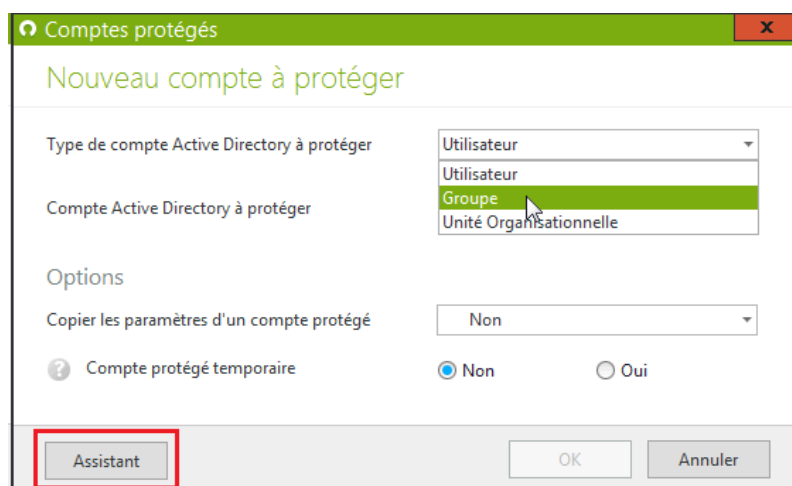 Comptes protégés
x
Nouveau compte à protéger
Type de compte Active Directory à protéger
Utilisateur
Utilisateur
Groupe
Compte Active Directory à protéger
Unité Organisationnelle
Options
Copier les paramètres d'un compte protégé
Non
? Compte protégé temporaire
Non
Oui
Assistant
OK
Annuler